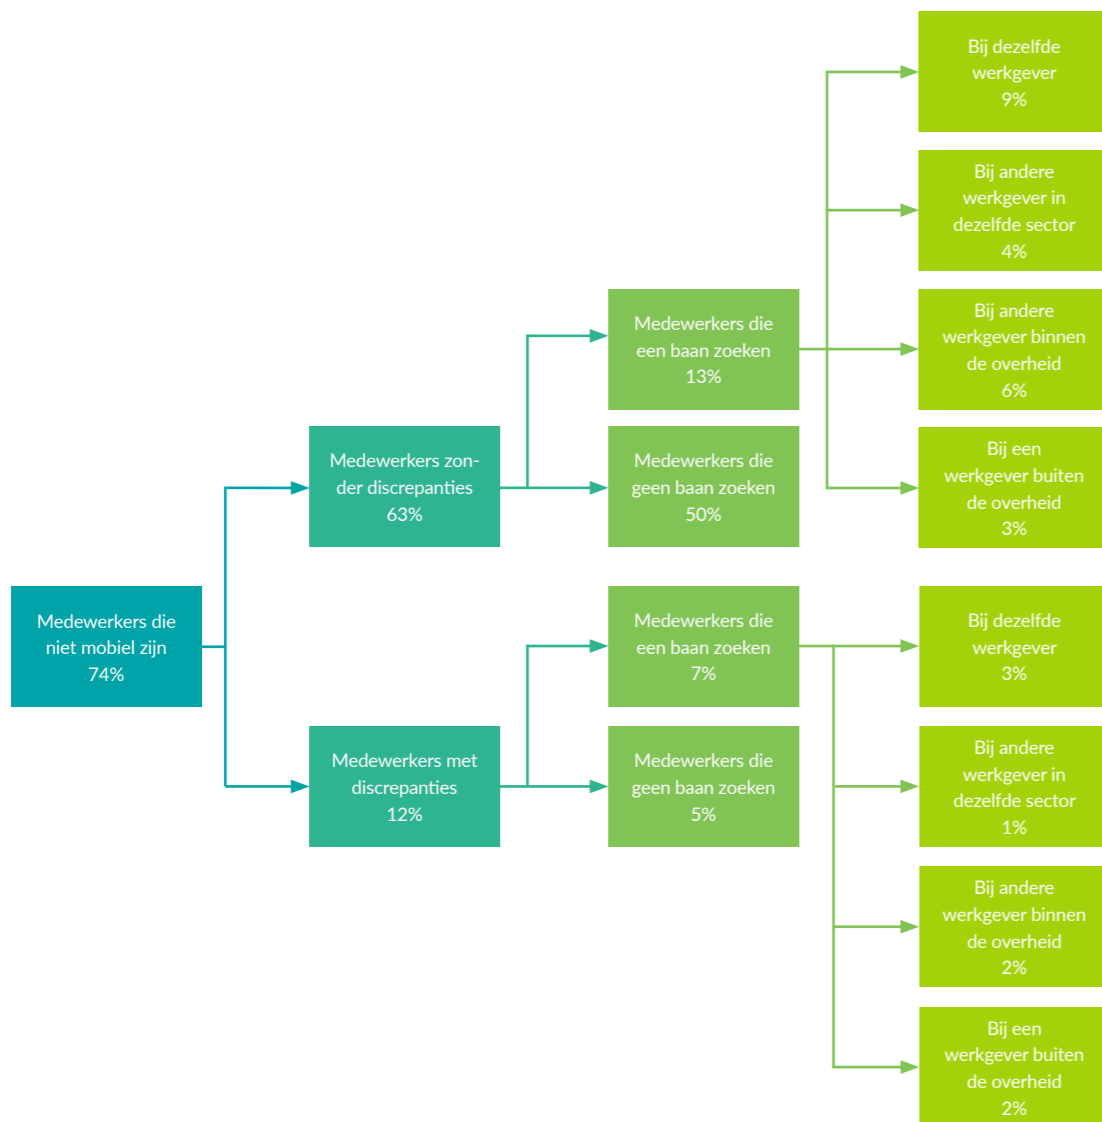 Medewerkers die
niet mobiel zijn
74%
Medewerkers zon-
der discrepanties
63%
Medewerkers met
discrepanties
12%
Medewerkers die
een baan zoeken
13%
Medewerkers die
geen baan zoeken
50%
Medewerkers die
een baan zoeken
7%
Medewerkers die
geen baan zoeken
5%
Bij dezelfde
werkgever
9%
Bij andere
werkgever in
dezelfde sector
4%
Bij andere
werkgever binnen
de overheid
6%
Bij een
werkgever buiten
de overheid
3%
Bij dezelfde
werkgever
3%
Bij andere
werkgever in
dezelfde sector
1%
Bij andere
werkgever binnen
de overheid
2%
Bij een
werkgever buiten
de overheid
2%